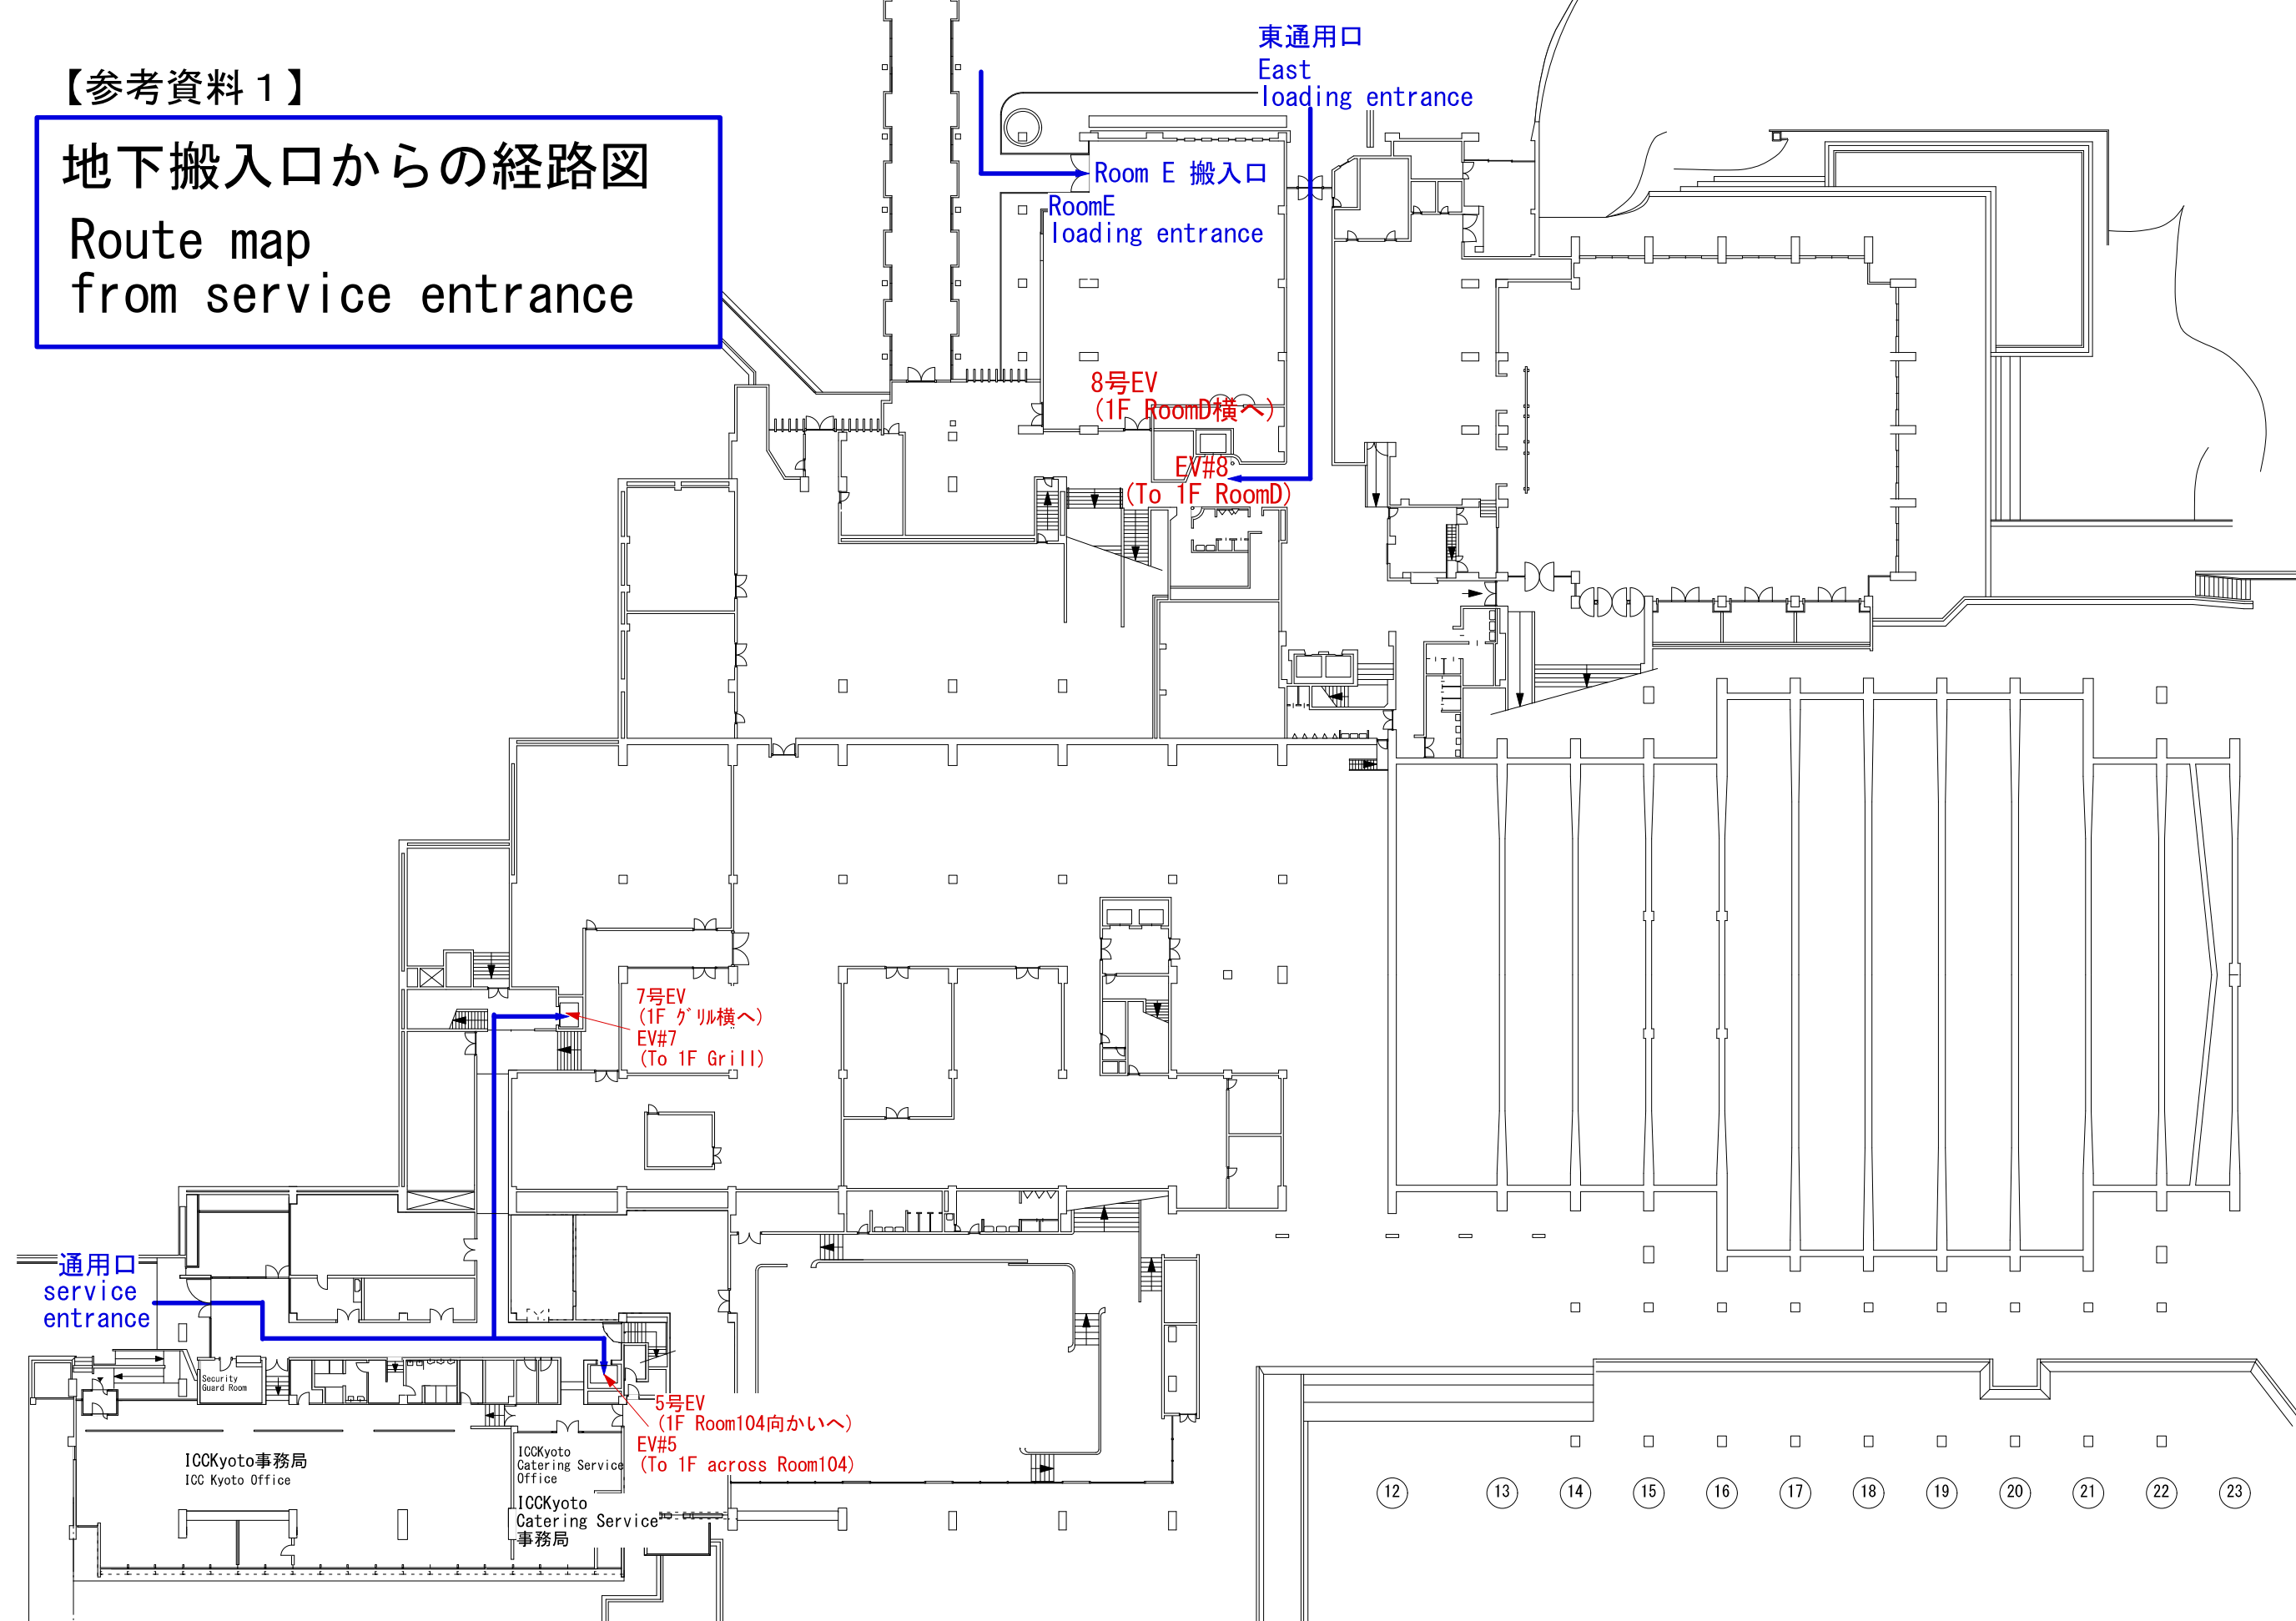 【参考資料１】
地下搬入口からの経路図
Route map
from service entrance
東通用口
East
loading entrance
Room E 搬入口
RoomE
loading entrance
8号EV
(1F RoomD横へ)
EV#8
(To 1F RoomD)
7号EV
(1F ｸﾞﾘﾙ横へ)
EV#7
(To 1F Grill)
通用口
service
entrance
Security
Guard Room
5号EV
(1F Room104向かいへ)
EV#5
(To 1F across Room104)
ICCKyoto事務局
ICC Kyoto Office
ICCKyoto
Catering Service
Office
ICCKyoto
Catering Service
事務局
12 13 14 15 16 17 18 19 20 21 22 23